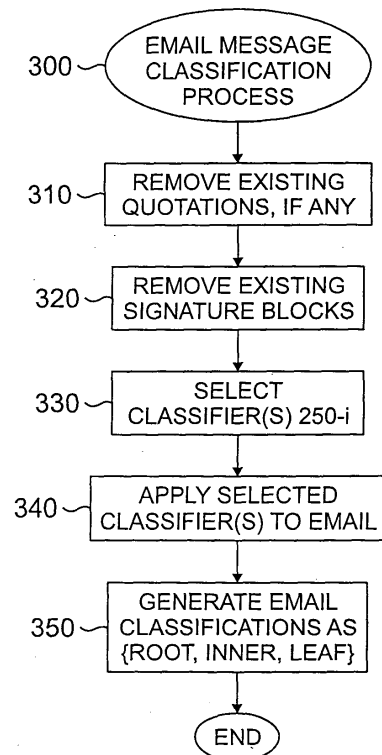 300
EMAIL MESSAGE
CLASSIFICATION
PROCESS
310
REMOVE EXISTING
QUOTATIONS, IF ANY
320
REMOVE EXISTING
SIGNATURE BLOCKS
330
SELECT
CLASSIFIER(S) 250-i
340
APPLY SELECTED
CLASSIFIER(S) TO EMAIL
350
GENERATE EMAIL
CLASSIFICATIONS AS
{ROOT, INNER, LEAF}
END